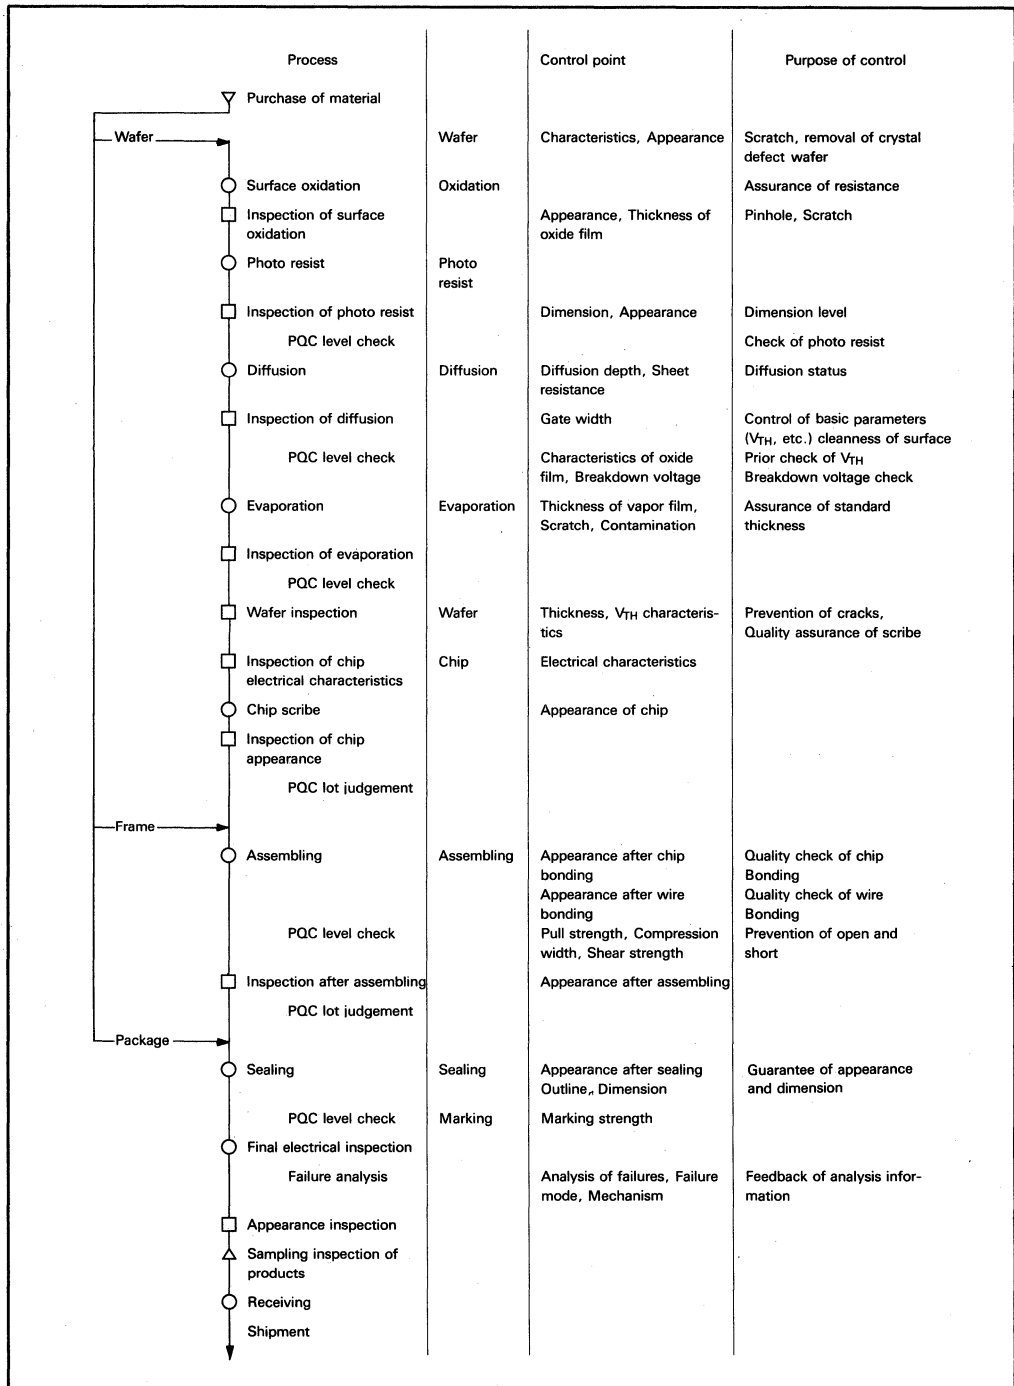 Process Control point Purpose of control
Purchase of material
Wafer Wafer Characteristics, Appearance Scratch, removal of crystal
defect wafer
Surface oxidation Oxidation Assurance of resistance
Inspection of surface Appearance, Thickness of Pinhole, Scratch
oxidation oxide film
Photo resist Photo
resist
Inspection of photo resist Dimension, Appearance Dimension level
PQC level check Check of photo resist
Diffusion Diffusion Diffusion depth, Sheet Diffusion status
resistance
Inspection of diffusion Gate width Control of basic parameters
(VTH, etc.) cleanness of surface
PQC level check Characteristics of oxide Prior check of VTH
film, Breakdown voltage Breakdown voltage check
Evaporation Evaporation Thickness of vapor film, Assurance of standard
Scratch, Contamination thickness
Inspection of evaporation
PQC level check
Wafer inspection Wafer Thickness, VTH characteris- Prevention of cracks,
tics Quality assurance of scribe
Inspection of chip Chip Electrical characteristics
electrical characteristics
Chip scribe Appearance of chip
Inspection of chip
appearance
PQC lot judgement
Frame
Assembling Assembling Appearance after chip Quality check of chip
bonding Bonding
Appearance after wire Quality check of wire
bonding Bonding
PQC level check Pull strength, Compression Prevention of open and
width, Shear strength short
Inspection after assembling Appearance after assembling
PQC lot judgement
Package
Sealing Sealing Appearance after sealing Guarantee of appearance
Outline, Dimension and dimension
PQC level check Marking Marking strength
Final electrical inspection
Failure analysis Analysis of failures, Failure Feedback of analysis infor-
mode, Mechanism mation
Appearance inspection
Sampling inspection of
products
Receiving
Shipment